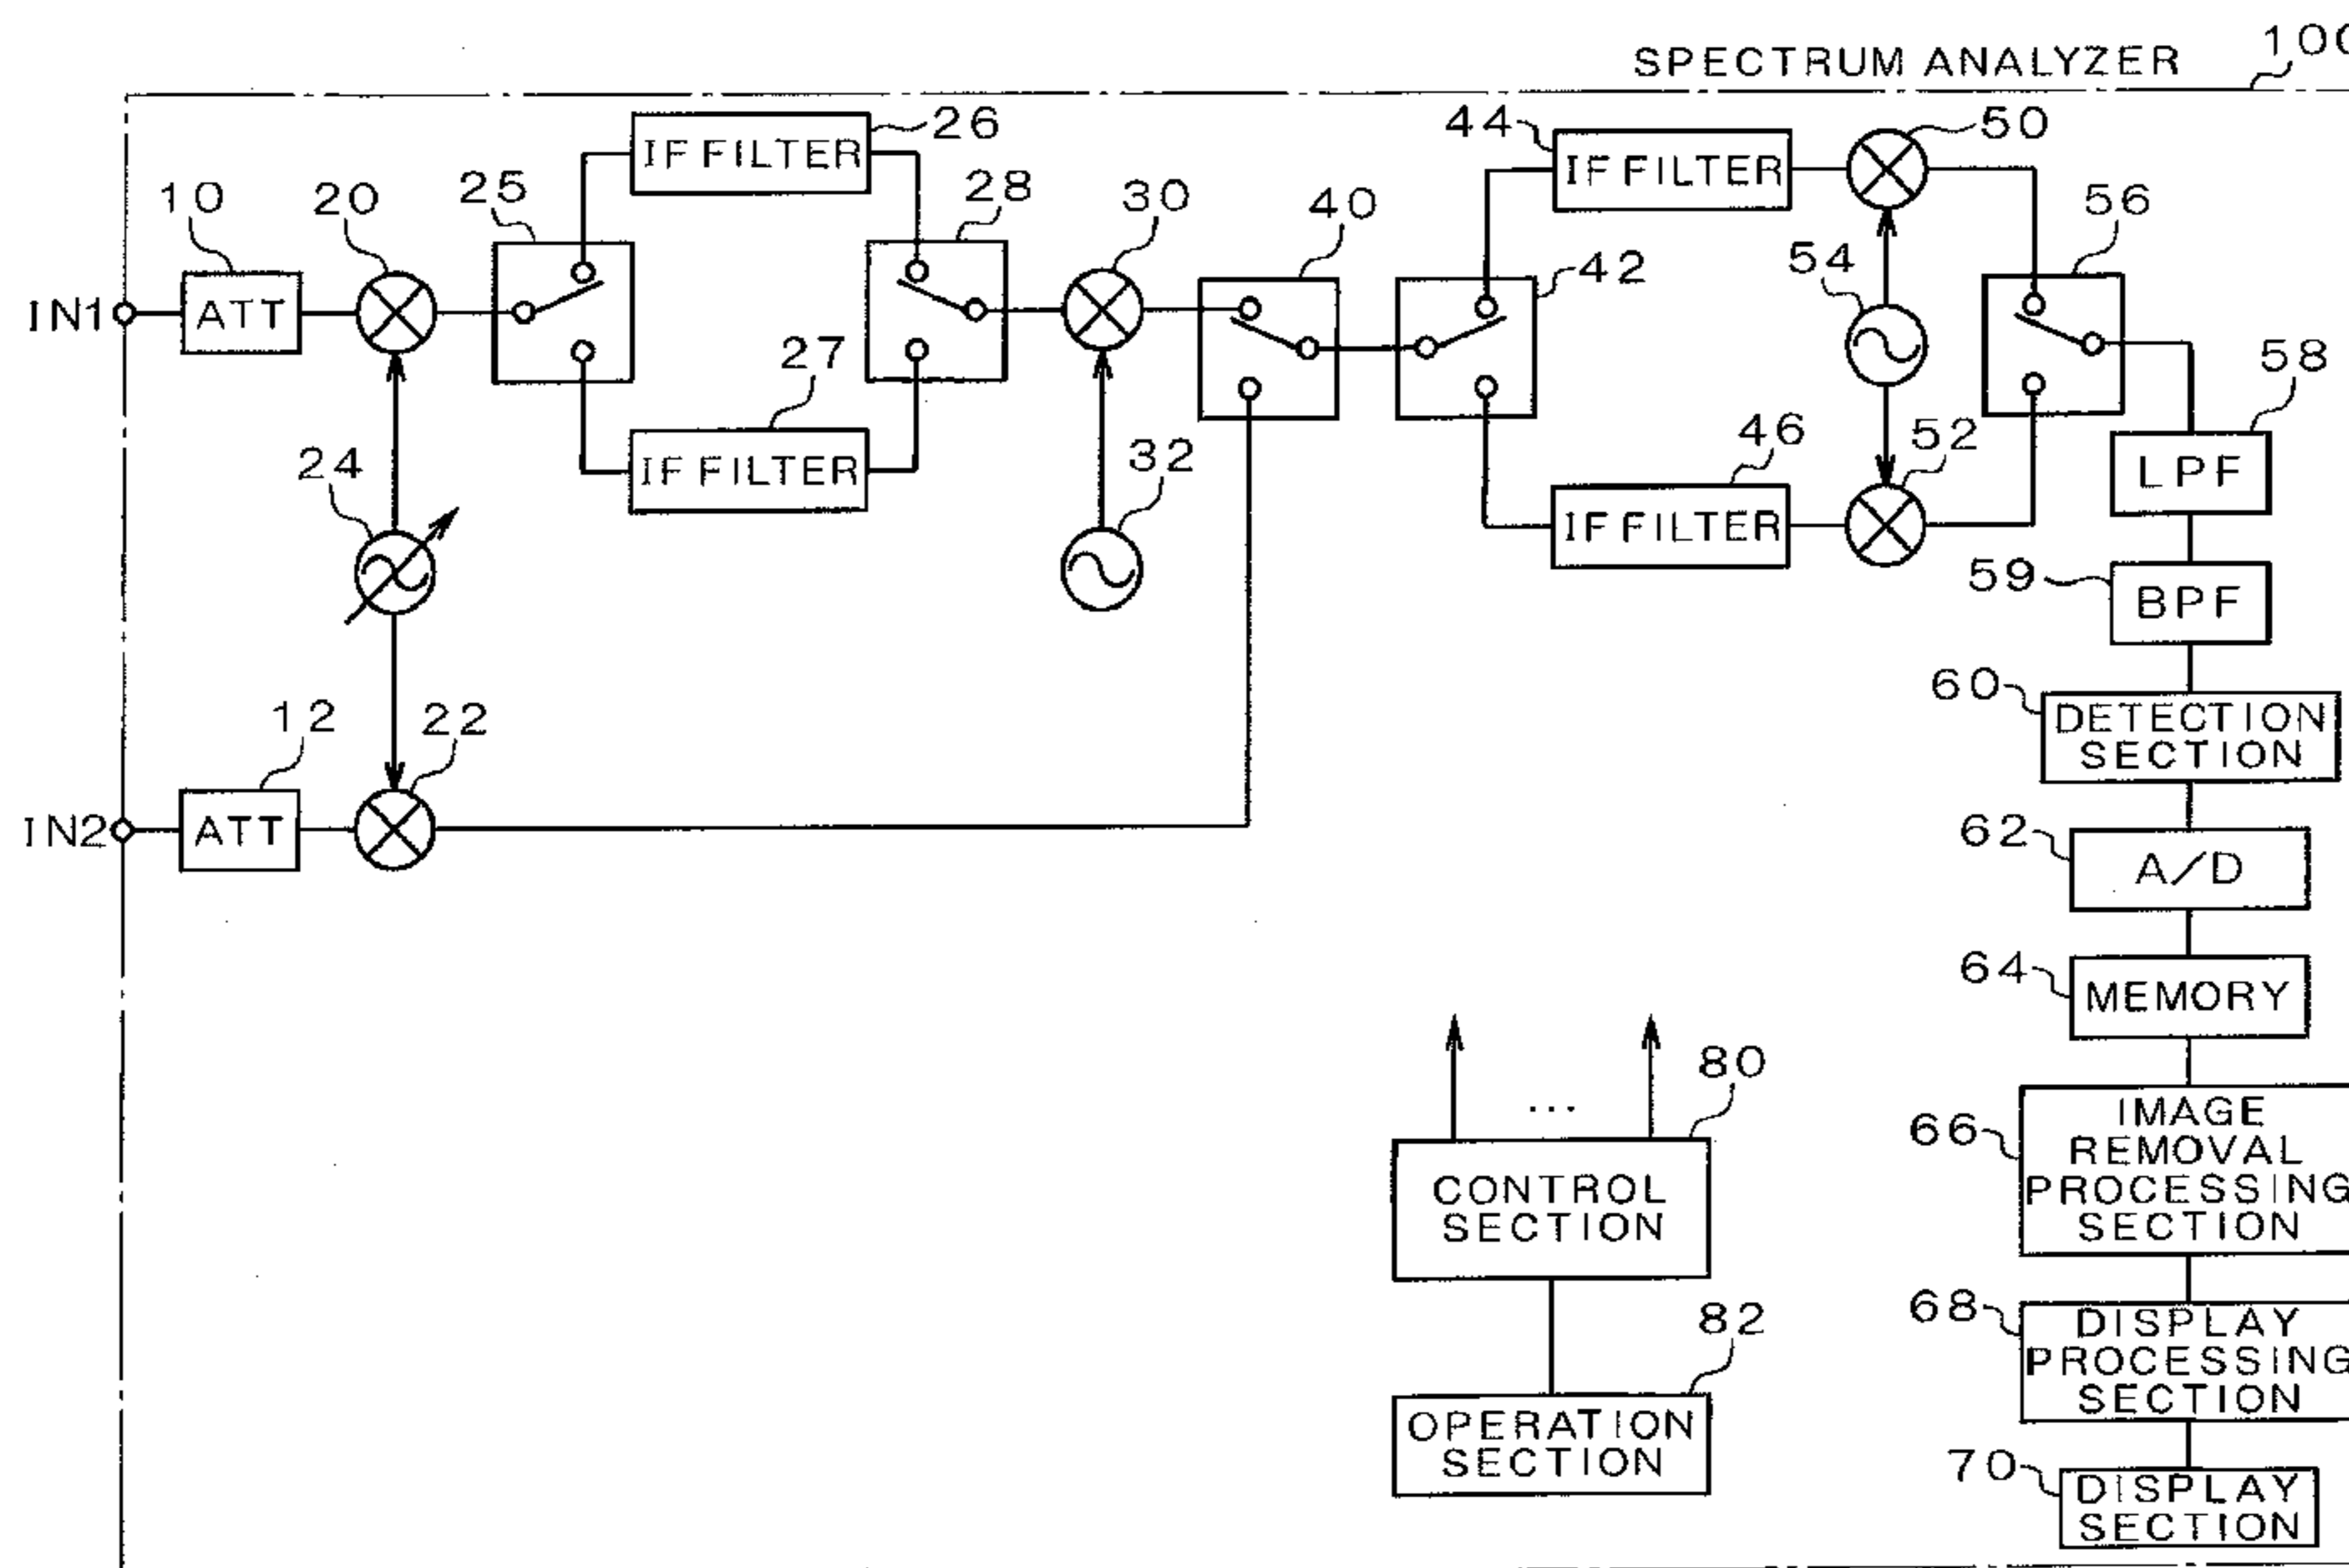 SPECTRUM ANALYZER
100
26
IF FILTER
44
IF FILTER
50
10
20
25
28
30
40
42
54
56
IN1
ATT
27
IF FILTER
58
LPF
24
32
46
IF FILTER
52
59
BPF
12
22
60
DETECTION
SECTION
IN2
ATT
62
A/D
64
MEMORY
...
80
CONTROL
SECTION
66
IMAGE
REMOVAL
PROCESSING
SECTION
82
OPERATION
SECTION
68
DISPLAY
PROCESSING
SECTION
70
DISPLAY
SECTION